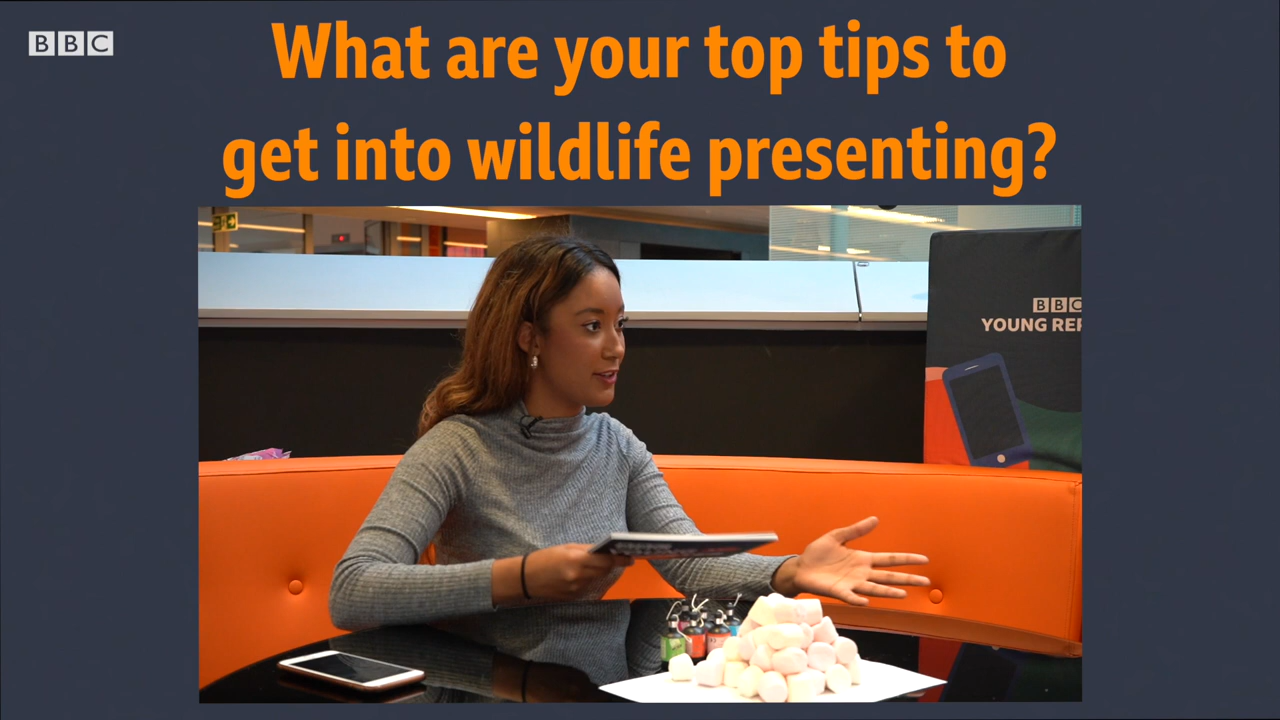 BBC
What are your top tips to
get into wildlife presenting?
BBC
YOUNG REP